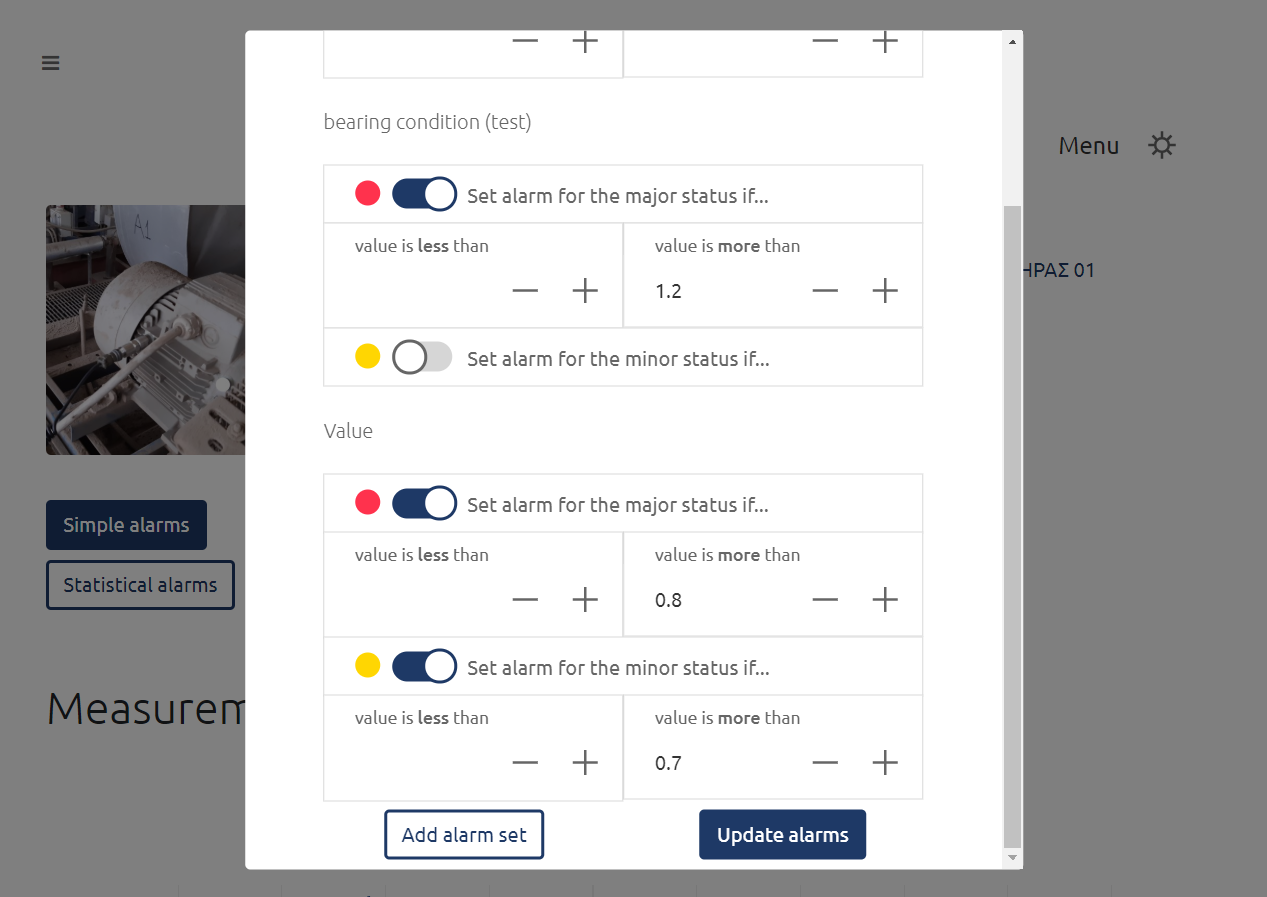 bearing condition (test)
Menu
Set alarm for the major status if...
A1
value is less than
value is more than
1.2
ΗΡΑΣ 01
Set alarm for the minor status if...
Value
Set alarm for the major status if...
Simple alarms
value is less than
value is more than
Statistical alarms
0.8
Set alarm for the minor status if...
Measurem
value is less than
value is more than
0.7
Add alarm set
Update alarms